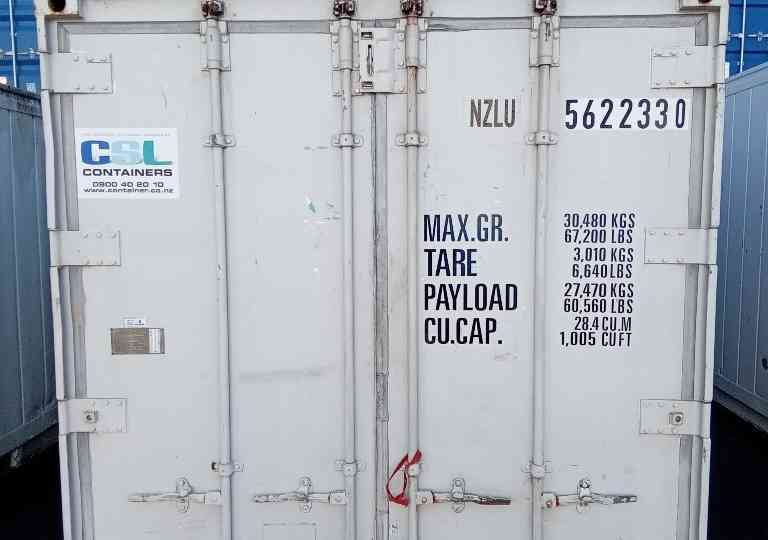 CSL
CONTAINERS
0900 40 20 10
www.container.co.nz
NZLU 5622330
MAX.GR. 30,480 KGS
67,200 LBS
TARE 3,010 KGS
6,640 LBS
PAYLOAD 27,470 KGS
60,560 LBS
CU.CAP. 28.4 CU.M
1,005 CU FT